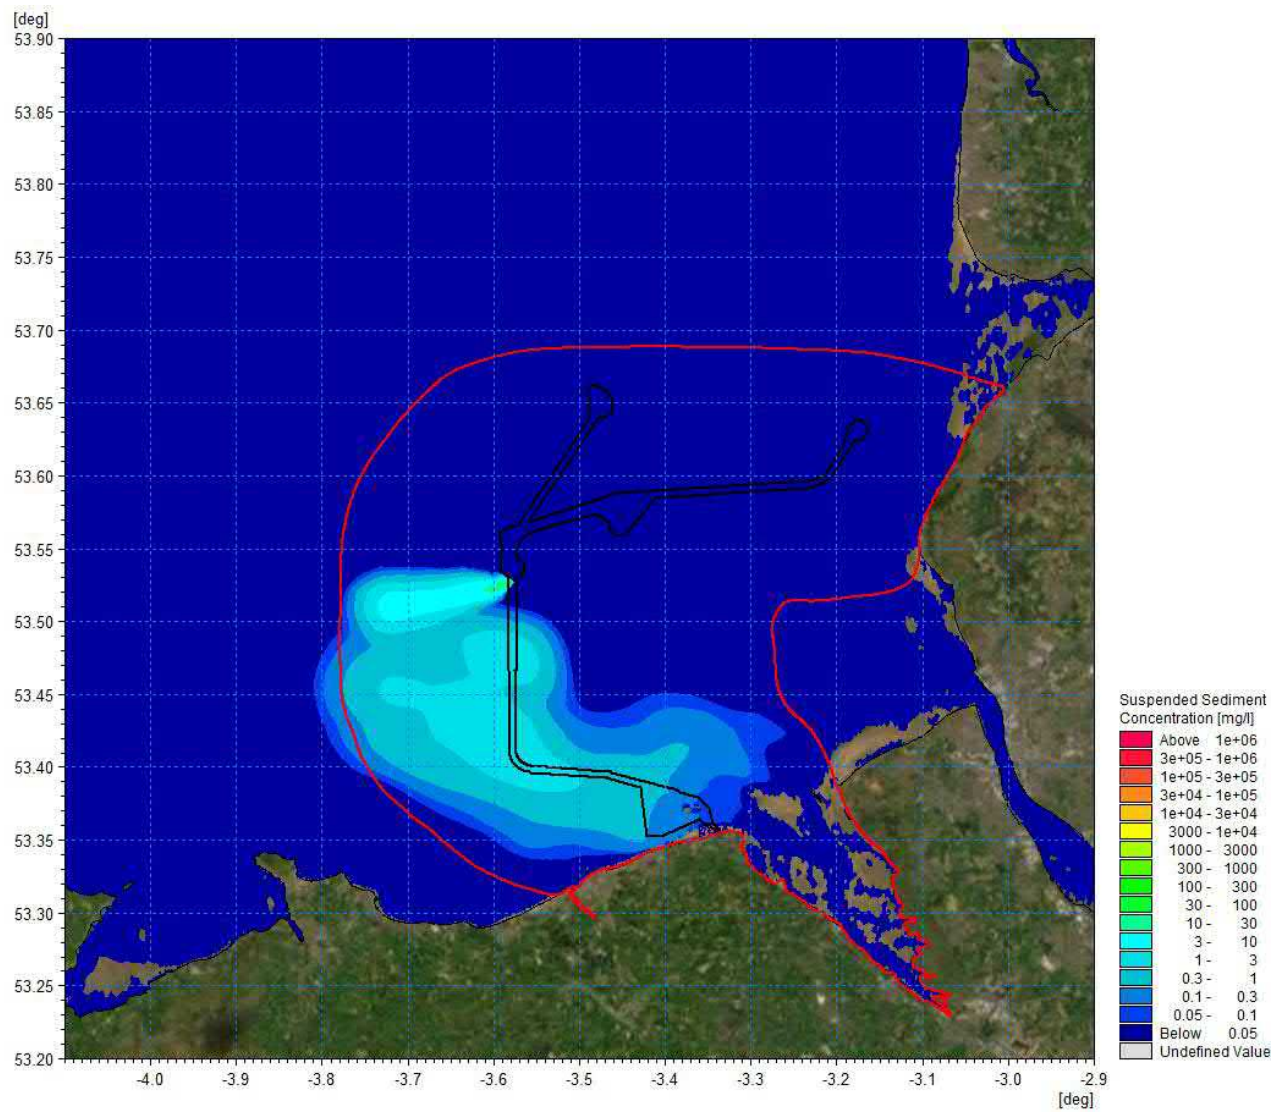 [deg]
53.90
53.85
53.80
53.75
53.70
53.65
53.60
53.55
53.50
53.45
53.40
53.35
53.30
53.25
53.20
-4.0 -3.9 -3.8 -3.7 -3.6 -3.5 -3.4 -3.3 -3.2 -3.1 -3.0 -2.9
[deg]
Suspended Sediment
Concentration [mg/l]
Above 1e+06
3e+05 - 1e+06
1e+05 - 3e+05
3e+04 - 1e+05
1e+04 - 3e+04
3000 - 1e+04
1000 - 3000
300 - 1000
100 - 300
30 - 100
10 - 30
3 - 10
1 - 3
0.3 - 1
0.1 - 0.3
0.05 - 0.1
Below 0.05
Undefined Value